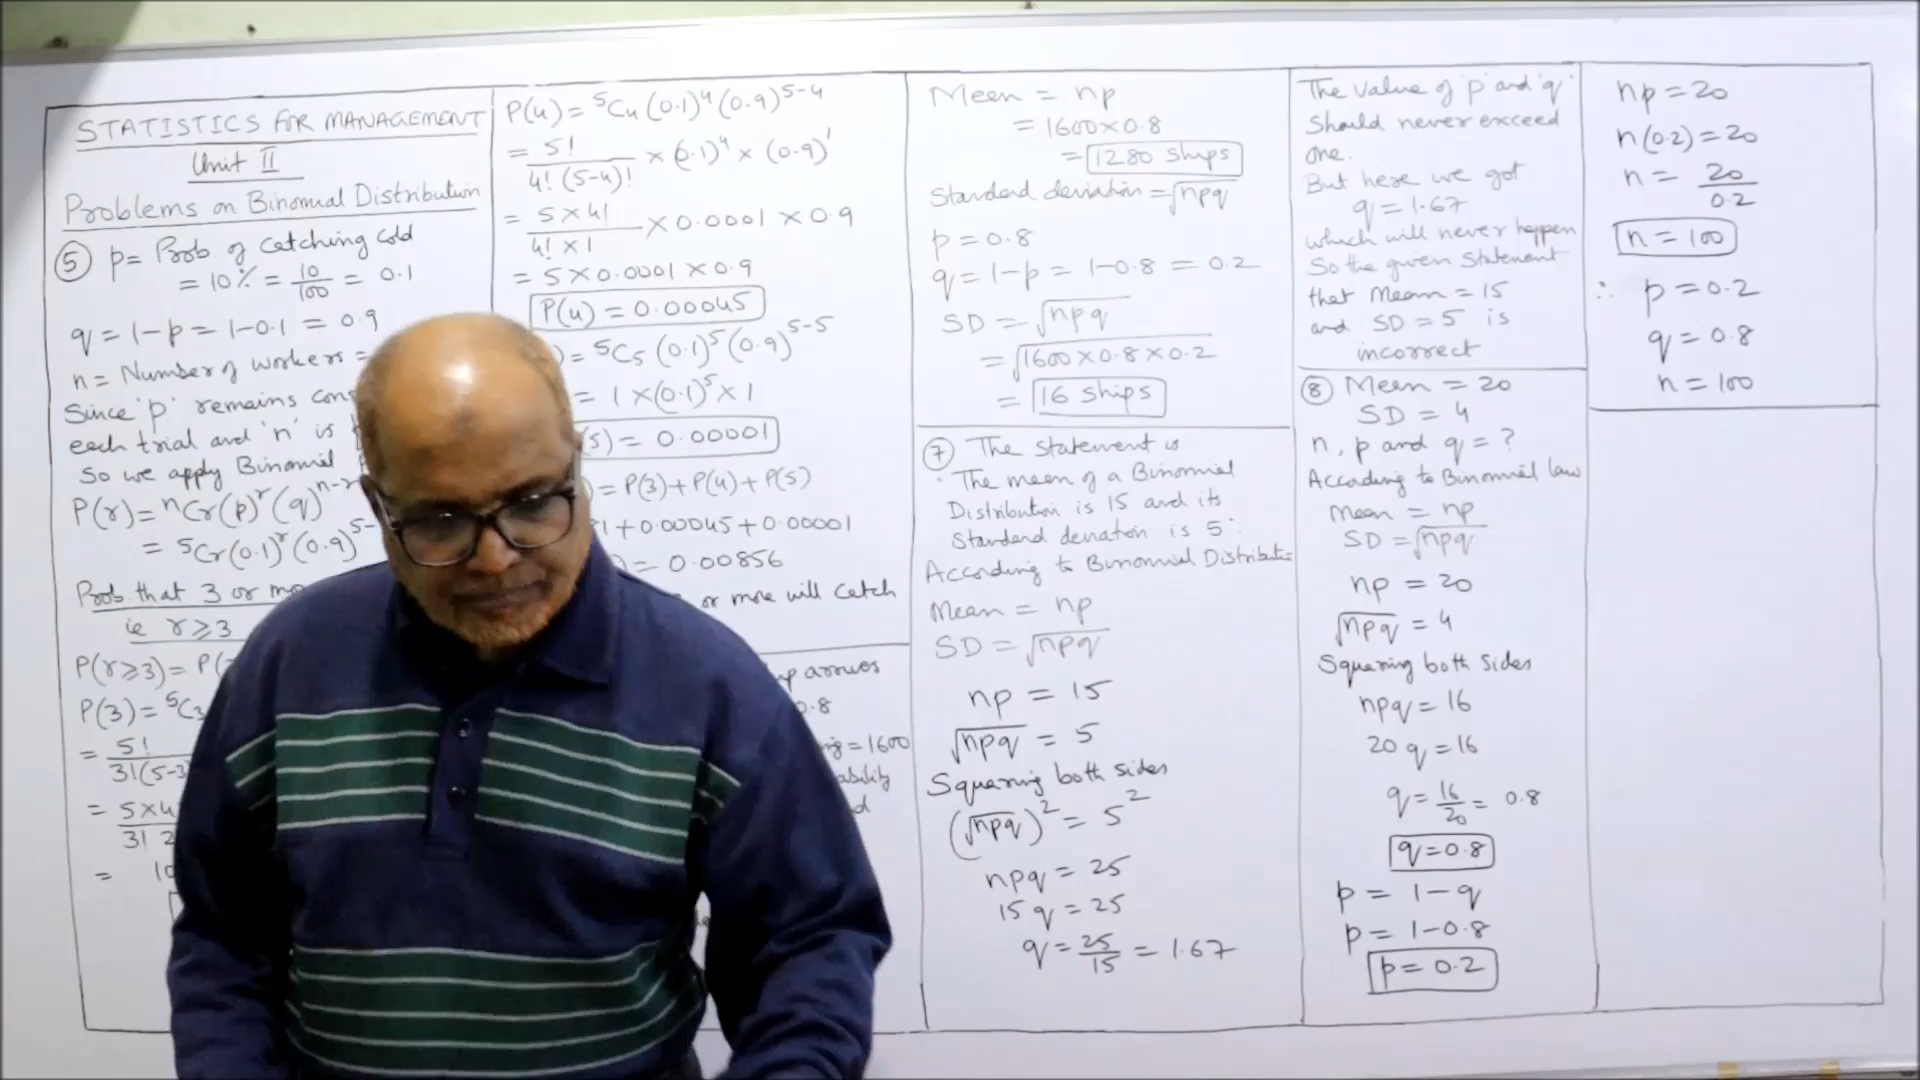 STATISTICS FOR MANAGEMENT
Unit II
Problems on Binomial Distribution
⑤ p = Prob. of Catching Cold
= 10% = 10/100 = 0.1
q = 1-p = 1-0.1 = 0.9
n = Number of workers =
Since 'p' remains
each trial and 'n' is
So we apply Binomial
P(r) = nCr (p)^r (q)^n-r
= 5Cr (0.1)^r (0.9)^5-
Prob. that 3 or
ie r ≥ 3
P(r ≥ 3) = P(
P(3) = 5C3
= 5!
3!(5-3
= 5×4
3! 2
= 10
P(4) = 5C4 (0.1)^4 (0.9)^5-4
= 5!/4!(5-4)! × (0.1)^4 × (0.9)^1
= 5×4!/4!×1 × 0.0001 × 0.9
= 5 × 0.0001 × 0.9
P(4) = 0.00045
) = 5C5 (0.1)^5 (0.9)^5-5
= 1 × (0.1)^5 × 1
(5) = 0.00001
) = P(3) + P(4) + P(5)
+ 0.00045 + 0.00001
) = 0.00856
or more will catch
arrives
0.8
= 1600
Mean = np
= 1600 × 0.8
= 1280 Ships
Standard deviation = √npq
p = 0.8
q = 1-p = 1-0.8 = 0.2
SD = √npq
= √1600 × 0.8 × 0.2
= 16 Ships
⑦ The statement is
'The mean of a Binomial
Distribution is 15 and its
Standard deviation is 5'.
According to Binomial Distribution
Mean = np
SD = √npq
np = 15
√npq = 5
Squaring both sides
(√npq)^2 = 5^2
npq = 25
15 q = 25
q = 25/15 = 1.67
The value of 'p' and 'q'
Should never exceed
one.
But here we got
q = 1.67
which will never happen
So the given Statement
that Mean = 15
and SD = 5 is
incorrect
⑧ Mean = 20
SD = 4
n, p and q = ?
According to Binomial law
Mean = np
SD = √npq
np = 20
√npq = 4
Squaring both sides
npq = 16
20 q = 16
q = 16/20 = 0.8
q = 0.8
p = 1 - q
p = 1 - 0.8
p = 0.2
np = 20
n(0.2) = 20
n = 20/0.2
n = 100
∴ p = 0.2
q = 0.8
n = 100